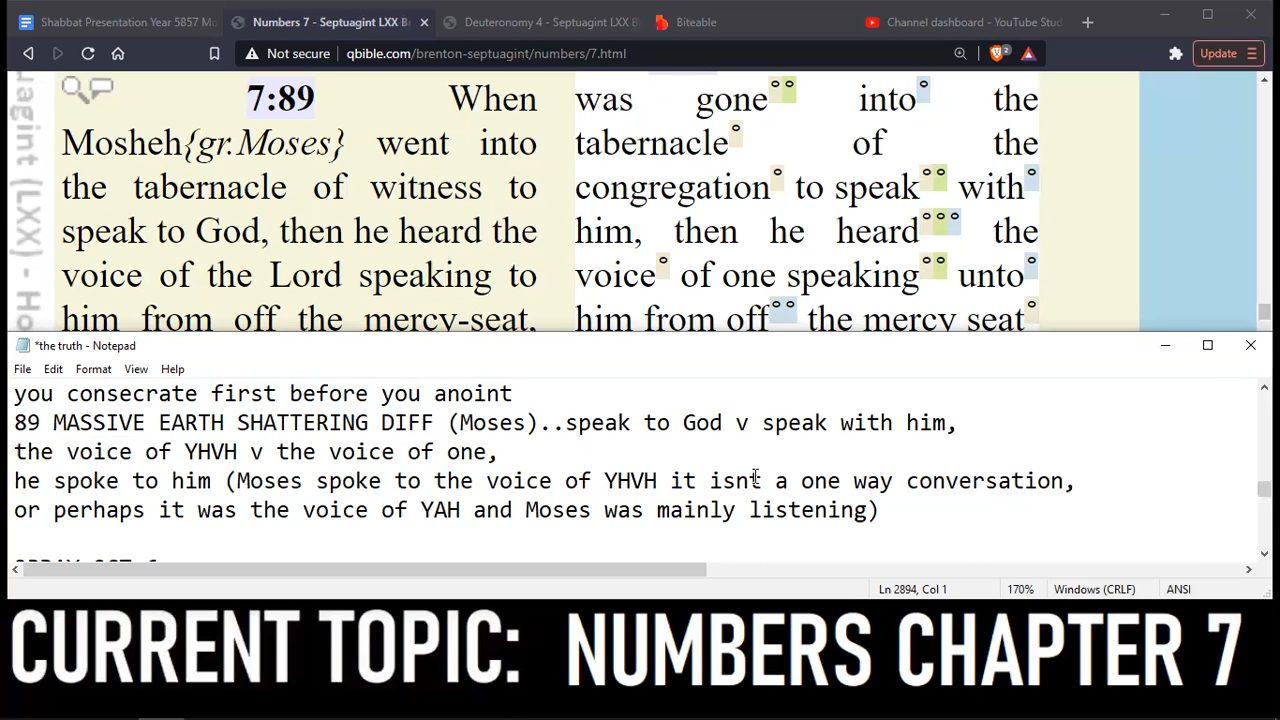 Shabbat Presentation Year 5857 Mo
Numbers 7 - Septuagint LXX Br
Deuteronomy 4 - Septuagint LXX B
Biteable
Channel dashboard - YouTube Stud
Not secure
qbible.com/brenton-septuagint/numbers/7.html
2
Update
7:89 When
Mosheh{gr.Moses} went into
the tabernacle of witness to
speak to God, then he heard the
voice of the Lord speaking to
him from off the mercy-seat,
was gone into the
tabernacle of the
congregation to speak with
him, then he heard the
voice of one speaking unto
him from off the mercy seat
*the truth - Notepad
File Edit Format View Help
you consecrate first before you anoint
89 MASSIVE EARTH SHATTERING DIFF (Moses)..speak to God v speak with him,
the voice of YHVH v the voice of one,
he spoke to him (Moses spoke to the voice of YHVH it isnt a one way conversation,
or perhaps it was the voice of YAH and Moses was mainly listening)
Ln 2894, Col 1 170% Windows (CRLF) ANSI
CURRENT TOPIC: NUMBERS CHAPTER 7